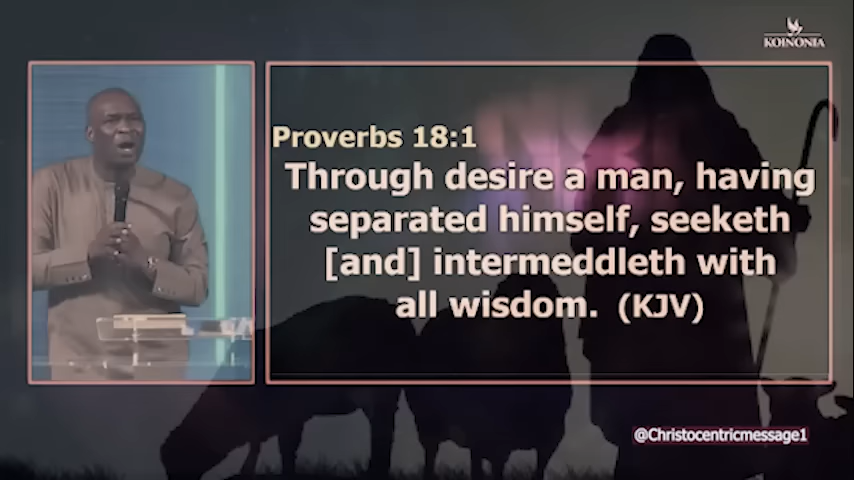 KOINONIA
Proverbs 18:1
Through desire a man, having
separated himself, seeketh
[and] intermeddleth with
all wisdom. (KJV)
@Christocentricmessage1